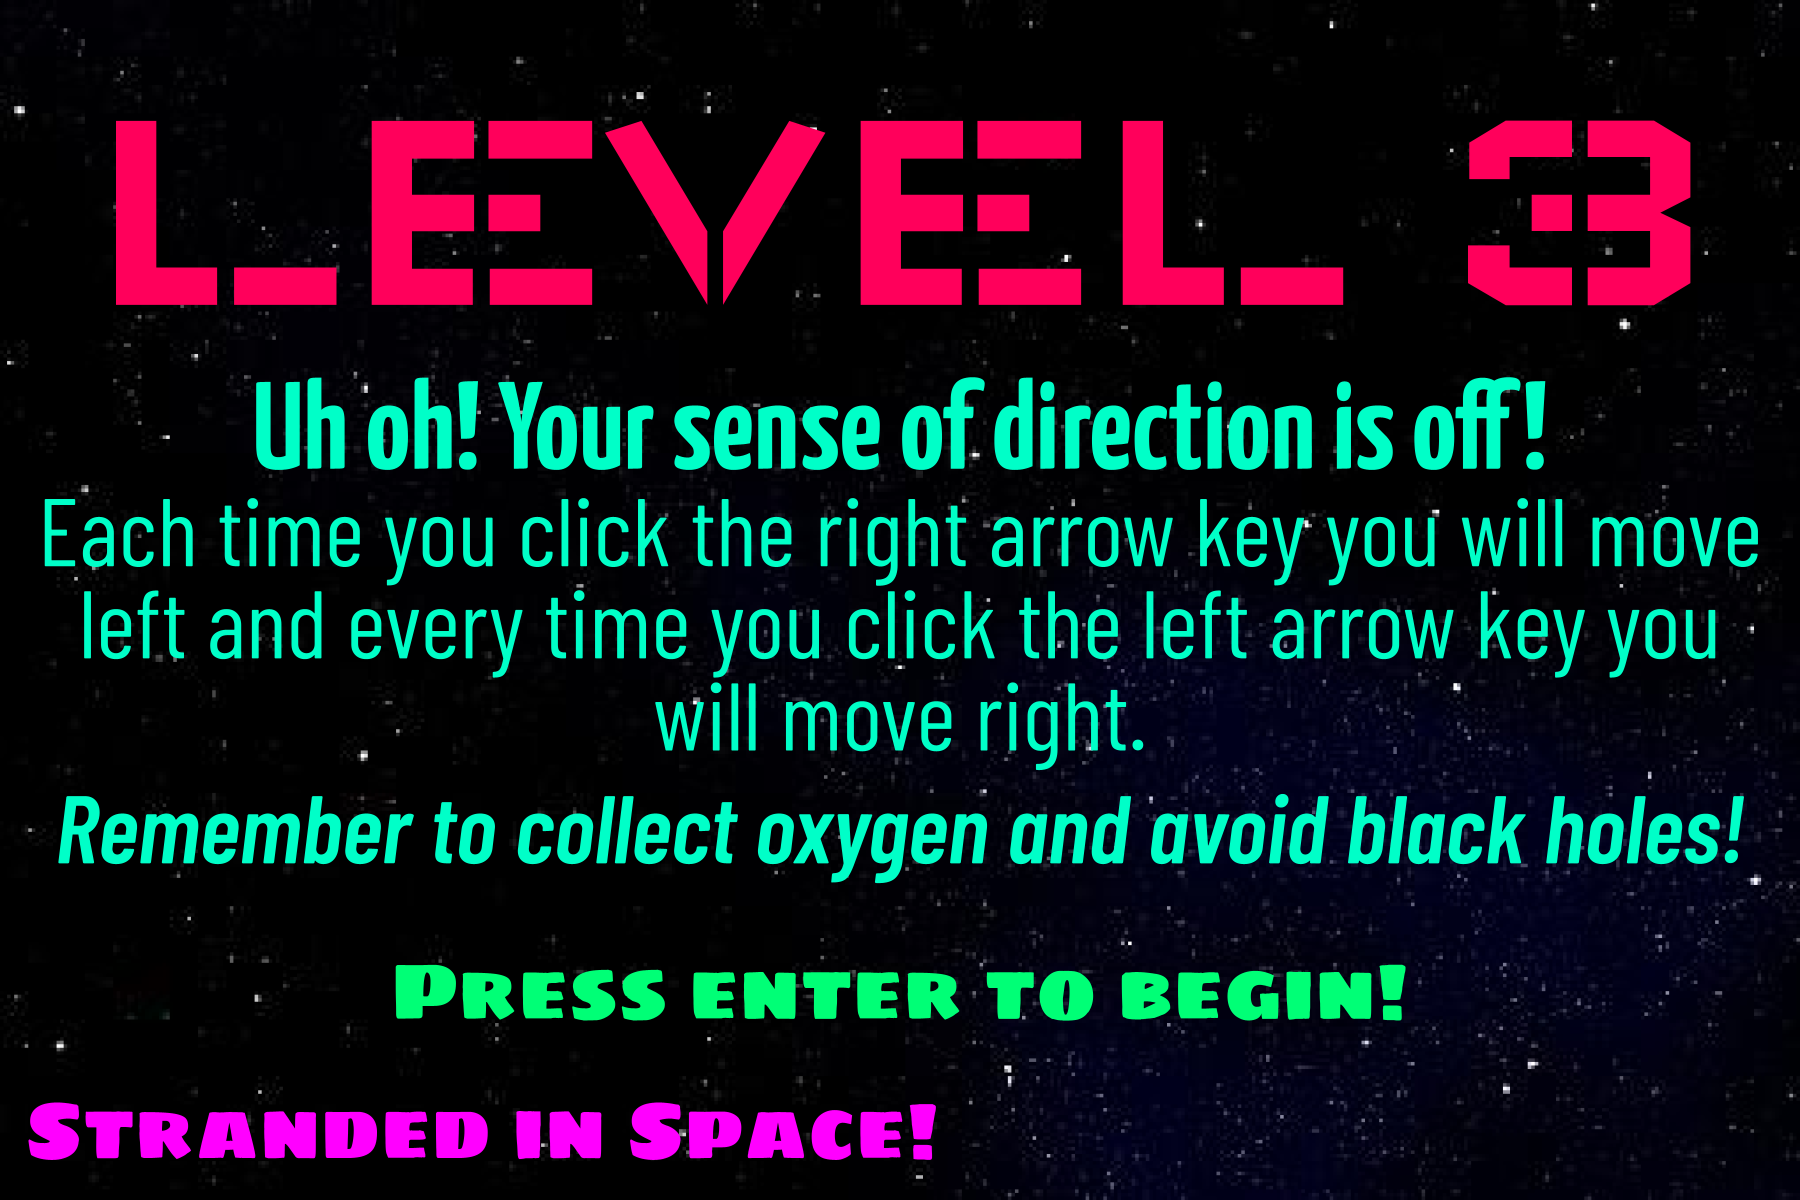 LEVEL 3
Uh oh! Your sense of direction is off!
Each time you click the right arrow key you will move
left and every time you click the left arrow key you
will move right.
Remember to collect oxygen and avoid black holes!
Press enter to begin!
Stranded in Space!